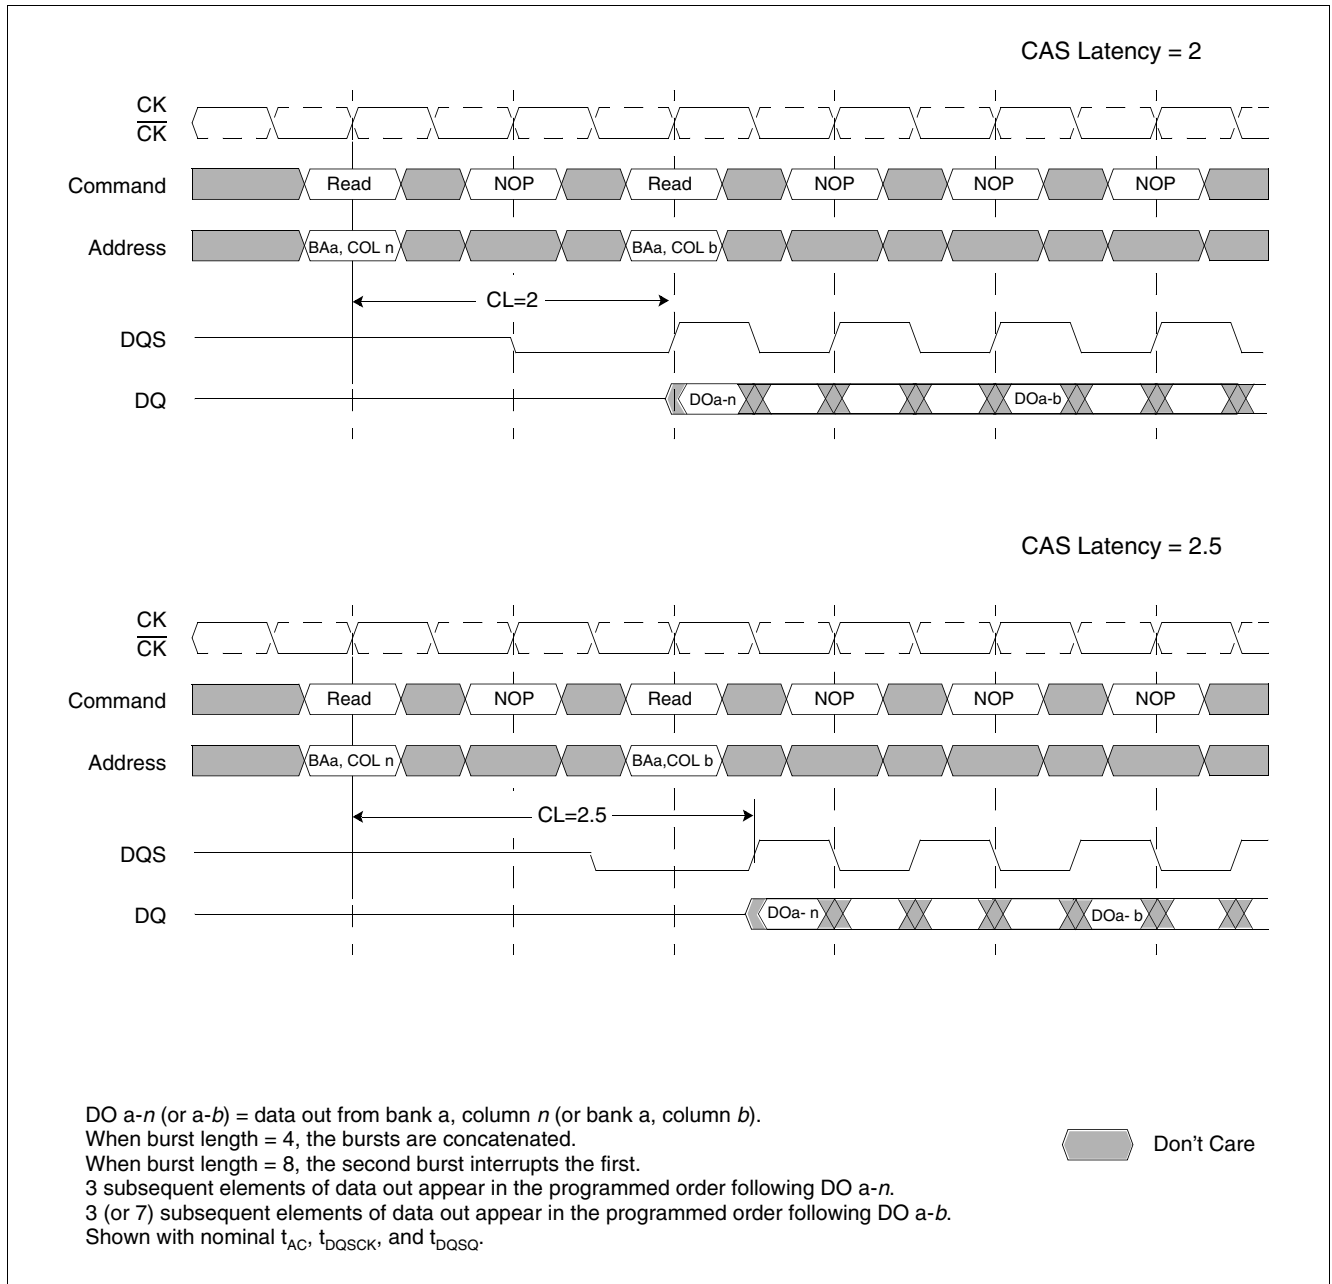 CAS Latency = 2
CK
CK
Command Read NOP Read NOP NOP NOP
Address BAa, COL n BAa, COL b
CL=2
DQS
DQ DOa-n DOa-b
CAS Latency = 2.5
CK
CK
Command Read NOP Read NOP NOP NOP
Address BAa, COL n BAa,COL b
CL=2.5
DQS
DQ DOa- n DOa- b
DO a-n (or a-b) = data out from bank a, column n (or bank a, column b).
When burst length = 4, the bursts are concatenated.
When burst length = 8, the second burst interrupts the first.
3 subsequent elements of data out appear in the programmed order following DO a-n.
3 (or 7) subsequent elements of data out appear in the programmed order following DO a-b.
Shown with nominal tAC, tDQSCK, and tDQSQ.
Don't Care